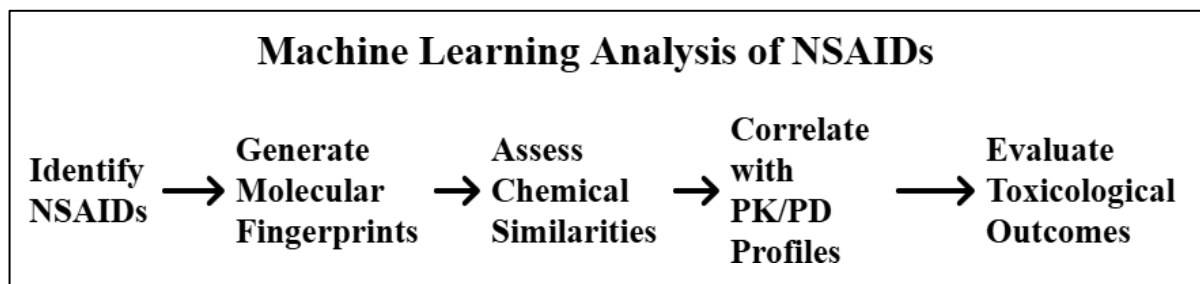 Machine Learning Analysis of NSAIDs
Identify
NSAIDs
Generate
Molecular
Fingerprints
Assess
Chemical
Similarities
Correlate
with
PK/PD
Profiles
Evaluate
Toxicological
Outcomes